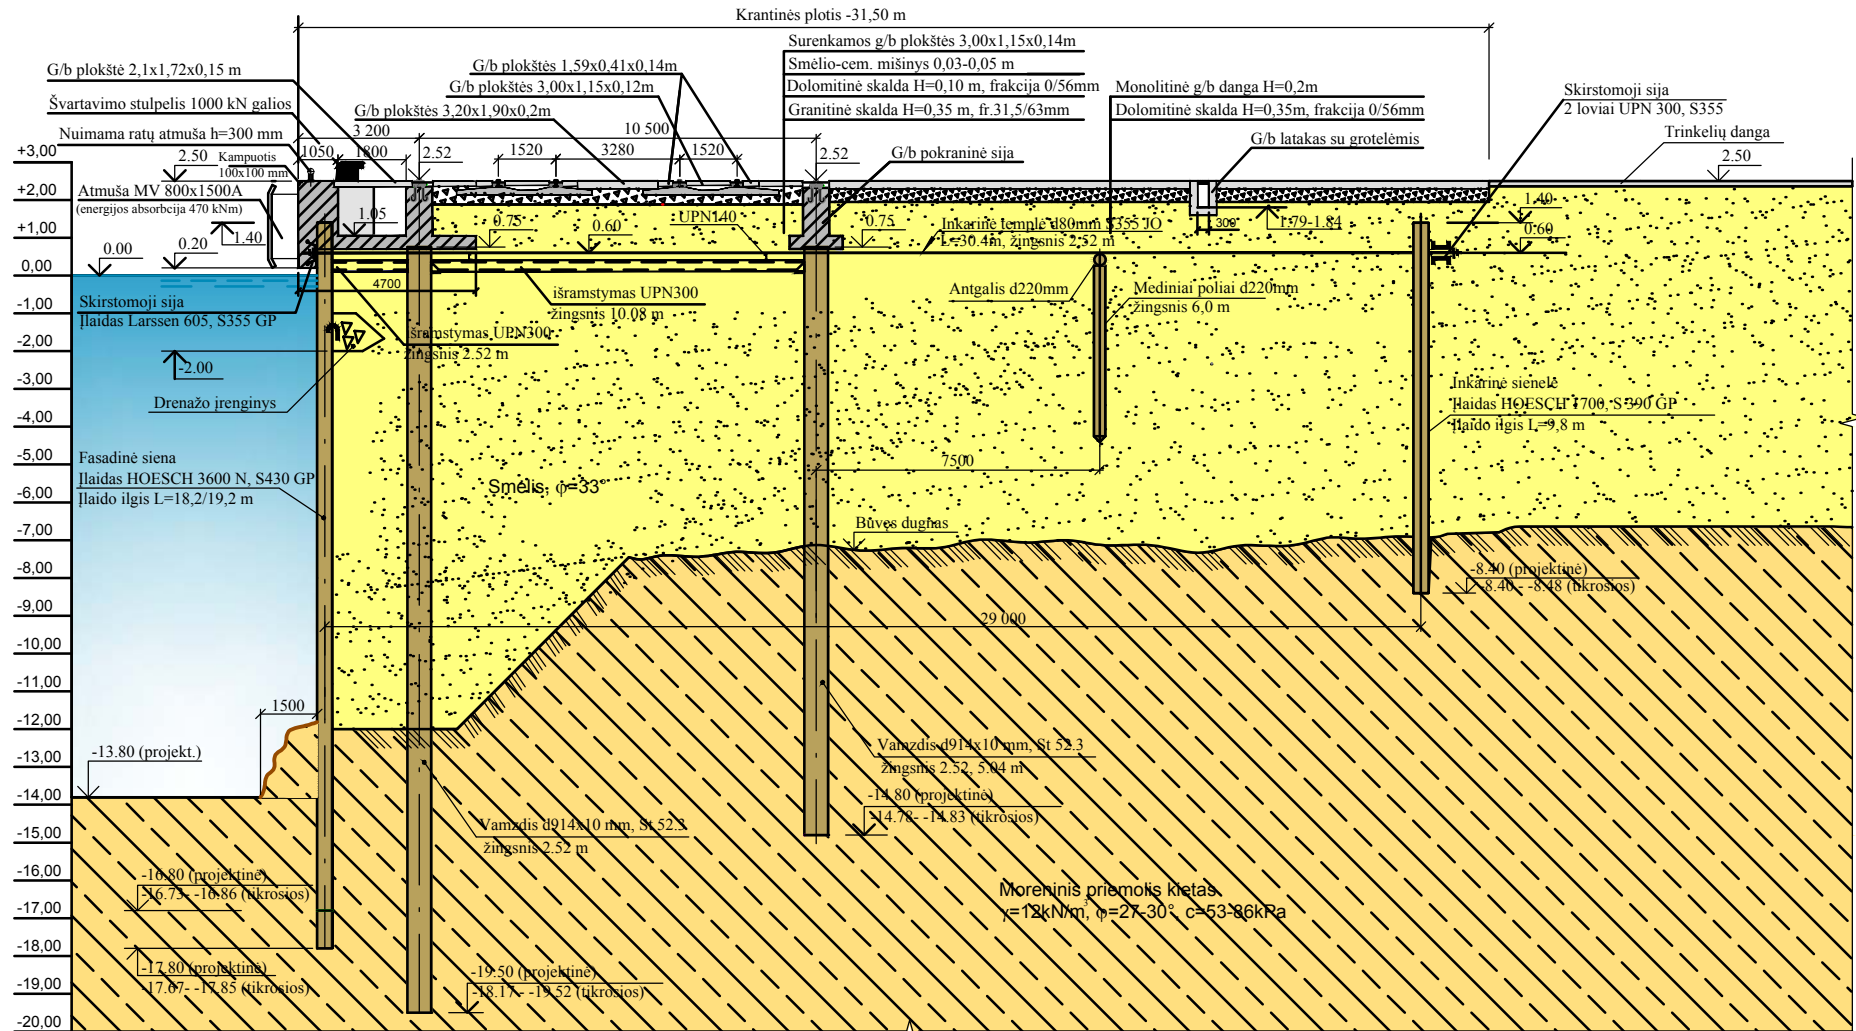 Krantinės plotis -31,50 m
Surenkamos g/b plokštės 3,00x1,15x0,14m
Smėlio-cem. mišinys 0,03-0,05 m
Dolomitinė skalda H=0,10 m, frakcija 0/56mm
Granitinė skalda H=0,35 m, fr.31,5/63mm
G/b plokštė 2,1x1,72x0,15 m
Švartavimo stulpelis 1000 kN galios
Nuimama ratų atmuša h=300 mm
G/b plokštės 1,59x0,41x0,14m
G/b plokštės 3,00x1,15x0,12m
G/b plokštės 3,20x1,90x0,2m
Monolitinė g/b danga H=0,2m
Dolomitinė skalda H=0,35m, frakcija 0/56mm
G/b latakas su grotelėmis
Skirstomoji sija
2 loviai UPN 300, S355
Trinkelių danga
3 200
10 500
1050
1800
2.52
1520
3280
1520
2.52
G/b pokraninė sija
2.50
2.50
Kampuotis
100x100 mm
Atmuša MV 800x1500A
(energijos absorbcija 470 kNm)
1.40
0.20
0.00
1.05
0.75
0.60
UPN140
0.75
Inkarinė templė d80mm S355 JO
L=30.4m, žingsnis 2.52 m
1.79-1.84
300
1.40
0.60
4700
Skirstomoji sija
Įlaidas Larssen 605, S355 GP
išramstymas UPN300
žingsnis 10.08 m
išramstymas UPN300
žingsnis 2.52 m
Antgalis d220mm
Mediniai poliai d220mm
žingsnis 6,0 m
-2.00
Drenažo įrenginys
Inkarinė sienelė
Įlaidas HOESCH 1700, S 390 GP
Įlaido ilgis L=9,8 m
Fasadinė siena
Įlaidas HOESCH 3600 N, S430 GP
Įlaido ilgis L=18,2/19,2 m
7500
Smėlis, φ=33°
Buvęs dugnas
-8.40 (projektinė)
-8.40- -8.48 (tikrosios)
29 000
1500
-13.80 (projekt.)
Vamzdis d914x10 mm, St 52.3
žingsnis 2.52, 5.04 m
-14.80 (projektinė)
-14.78- -14.83 (tikrosios)
Vamzdis d914x10 mm, St 52.3
žingsnis 2.52 m
-16.80 (projektinė)
-16.73- -16.86 (tikrosios)
Moreninis priemolis kietas
γ=12kN/m³, φ=27-30°, c=53-86kPa
-17.80 (projektinė)
-17.67- -17.85 (tikrosios)
-19.50 (projektinė)
-18.17- -19.52 (tikrosios)
+3,00
+2,00
+1,00
0,00
-1,00
-2,00
-3,00
-4,00
-5,00
-6,00
-7,00
-8,00
-9,00
-10,00
-11,00
-12,00
-13,00
-14,00
-15,00
-16,00
-17,00
-18,00
-19,00
-20,00